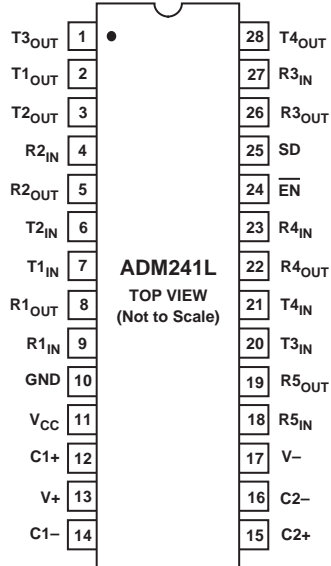 T3OUT 1 28 T4OUT
T1OUT 2 27 R3IN
T2OUT 3 26 R3OUT
R2IN 4 25 SD
R2OUT 5 24 E̅N̅
T2IN 6 23 R4IN
T1IN 7 22 R4OUT
R1OUT 8 21 T4IN
R1IN 9 20 T3IN
GND 10 19 R5OUT
VCC 11 18 R5IN
C1+ 12 17 V–
V+ 13 16 C2–
C1– 14 15 C2+
ADM241L
TOP VIEW
(Not to Scale)